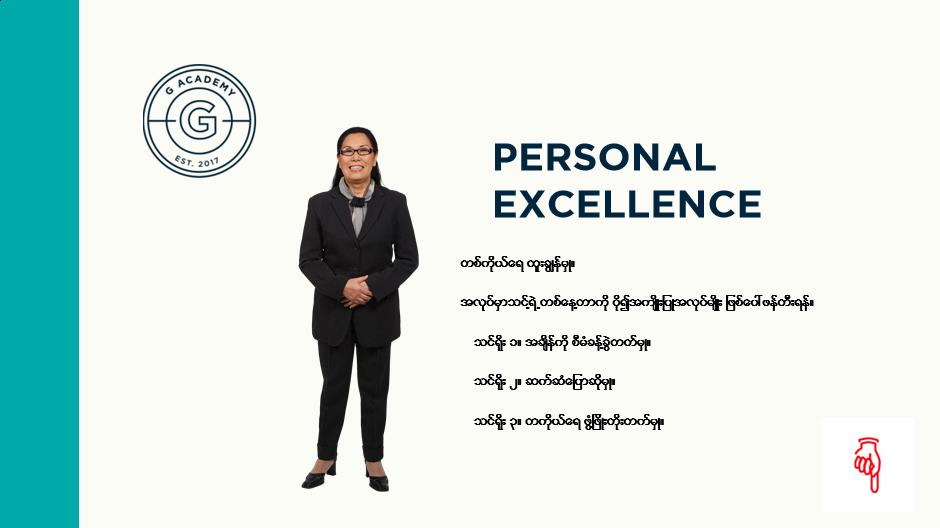 G ACADEMY
G
EST. 2017
PERSONAL
EXCELLENCE
တစ်ကိုယ်ရေ ထူးချွန်မှု။
အလုပ်မှာသင့်ရဲ့ တစ်နေ့တာကို ပို၍အကျိုးပြုအလုပ်မျိုး ဖြစ်ပေါ် ဖန်တီးရန်။
သင်ရိုး ၁။ အချိန်ကို စီမံခန့်ခွဲတတ်မှု။
သင်ရိုး ၂။ ဆက်ဆံပြောဆိုမှု။
သင်ရိုး ၃။ တကိုယ်ရေ ဖွံ့ဖြိုးတိုးတက်မှု။